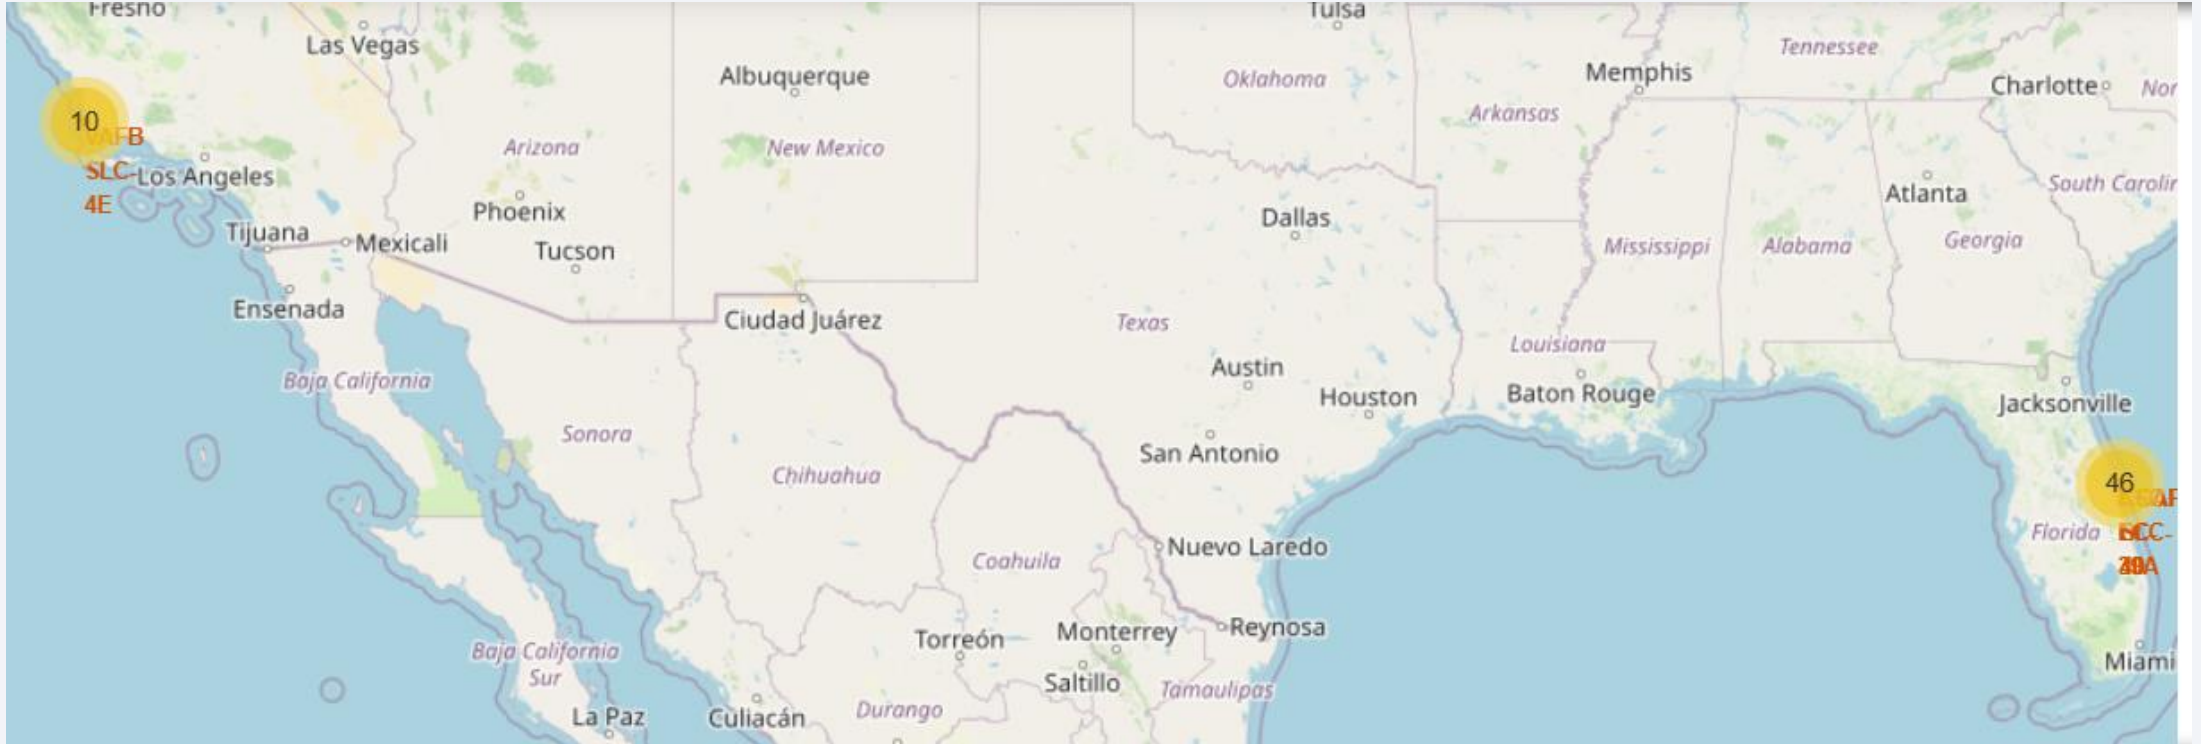 Fresno
Tulsa
Las Vegas
Tennessee
Albuquerque
Memphis
Oklahoma
Charlotte
Nor
Arkansas
10
VAFB
SLC-
4E
Arizona
New Mexico
Los Angeles
South Carolin
Atlanta
Phoenix
Dallas
Tijuana
Mexicali
Tucson
Mississippi
Alabama
Georgia
Ensenada
Ciudad Juárez
Texas
Louisiana
Baja California
Austin
Houston
Baton Rouge
Jacksonville
Sonora
San Antonio
Chihuahua
46
Florida
Nuevo Laredo
Coahuila
Torreón
Monterrey
Reynosa
Baja California
Sur
Miami
Saltillo
Tamaulipas
La Paz
Culiacán
Durango